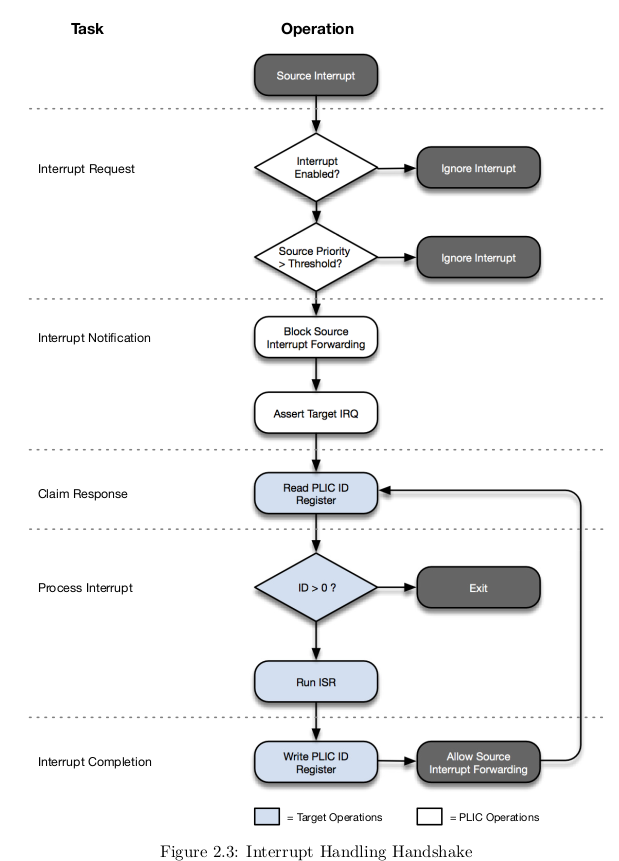 Task
Operation
Source Interrupt
Interrupt Request
Interrupt
Enabled?
Ignore Interrupt
Source Priority
> Threshold?
Ignore Interrupt
Interrupt Notification
Block Source
Interrupt Forwarding
Assert Target IRQ
Claim Response
Read PLIC ID
Register
Process Interrupt
ID > 0 ?
Exit
Run ISR
Interrupt Completion
Write PLIC ID
Register
Allow Source
Interrupt Forwarding
= Target Operations
= PLIC Operations
Figure 2.3: Interrupt Handling Handshake